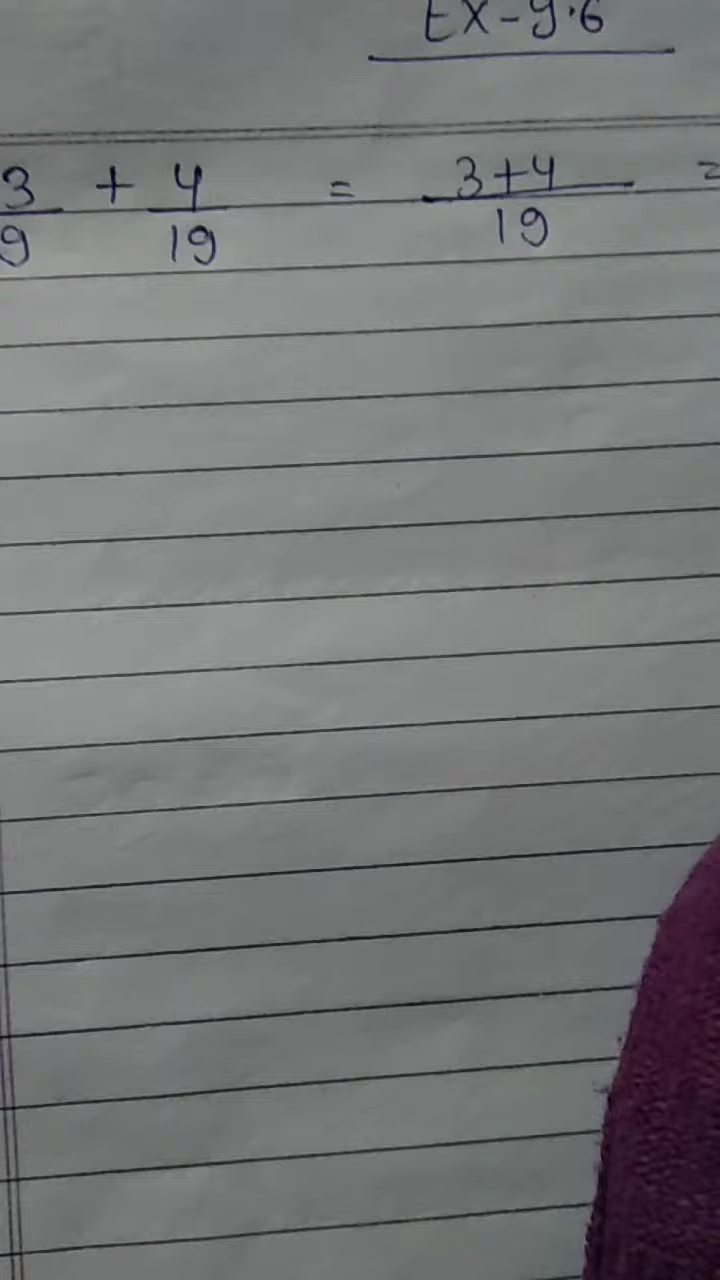 Ex-9.6
3/9 + 4/19 = 3+4/19 =